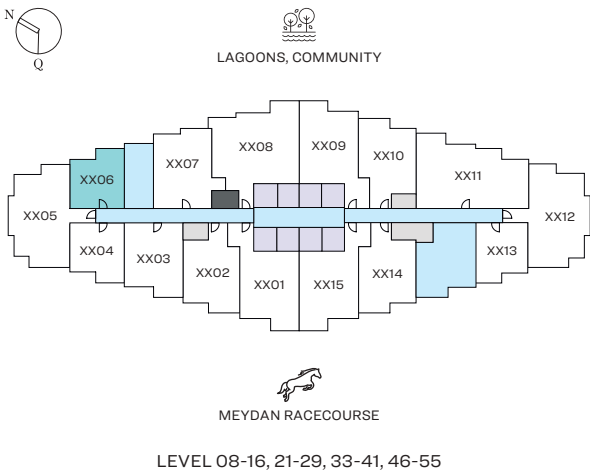 N
Q
LAGOONS, COMMUNITY
XX08
XX09
XX07
XX10
XX06
XX11
XX05
XX12
XX04
XX03
XX13
XX02
XX14
XX01
XX15
MEYDAN RACECOURSE
LEVEL 08-16, 21-29, 33-41, 46-55